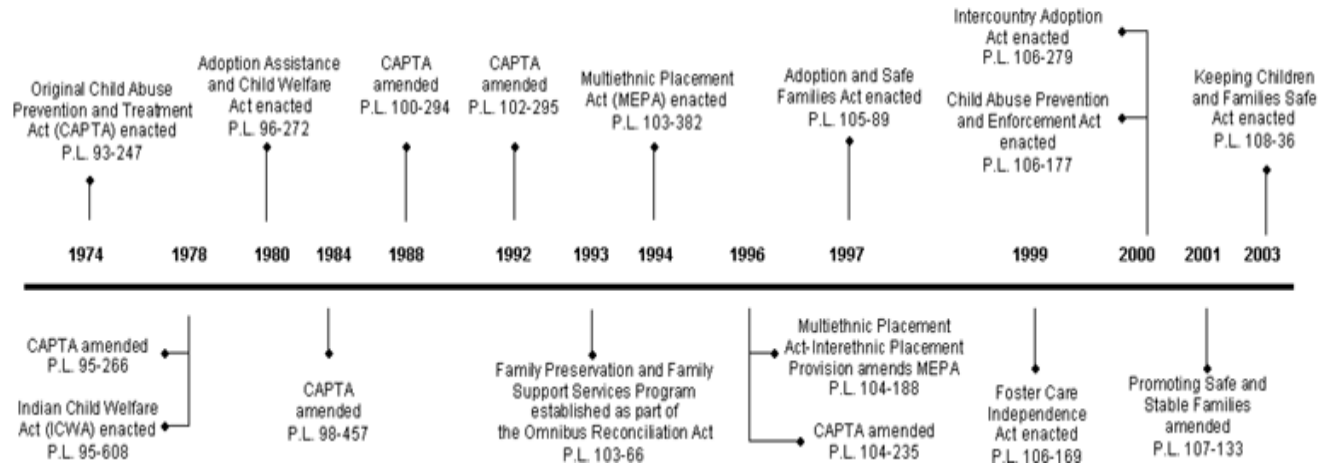 Original Child Abuse
Prevention and Treatment
Act (CAPTA) enacted
P.L. 93-247
Adoption Assistance
and Child Welfare
Act enacted
P.L. 96-272
CAPTA
amended
P.L. 100-294
CAPTA
amended
P.L. 102-295
Multiethnic Placement
Act (MEPA) enacted
P.L. 103-382
Adoption and Safe
Families Act enacted
P.L. 105-89
Intercountry Adoption
Act enacted
P.L. 106-279
Child Abuse Prevention
and Enforcement Act
enacted
P.L. 106-177
Keeping Children
and Families Safe
Act enacted
P.L. 108-36
1974 1978 1980 1984 1988 1992 1993 1994 1996 1997 1999 2000 2001 2003
CAPTA amended
P.L. 95-266
Indian Child Welfare
Act (ICWA) enacted
P.L. 95-608
CAPTA
amended
P.L. 98-457
Family Preservation and Family
Support Services Program
established as part of
the Omnibus Reconciliation Act
P.L. 103-66
Multiethnic Placement
Act-Interethnic Placement
Provision amends MEPA
P.L. 104-188
CAPTA amended
P.L. 104-235
Foster Care
Independence
Act enacted
P.L. 106-169
Promoting Safe and
Stable Families
amended
P.L. 107-133